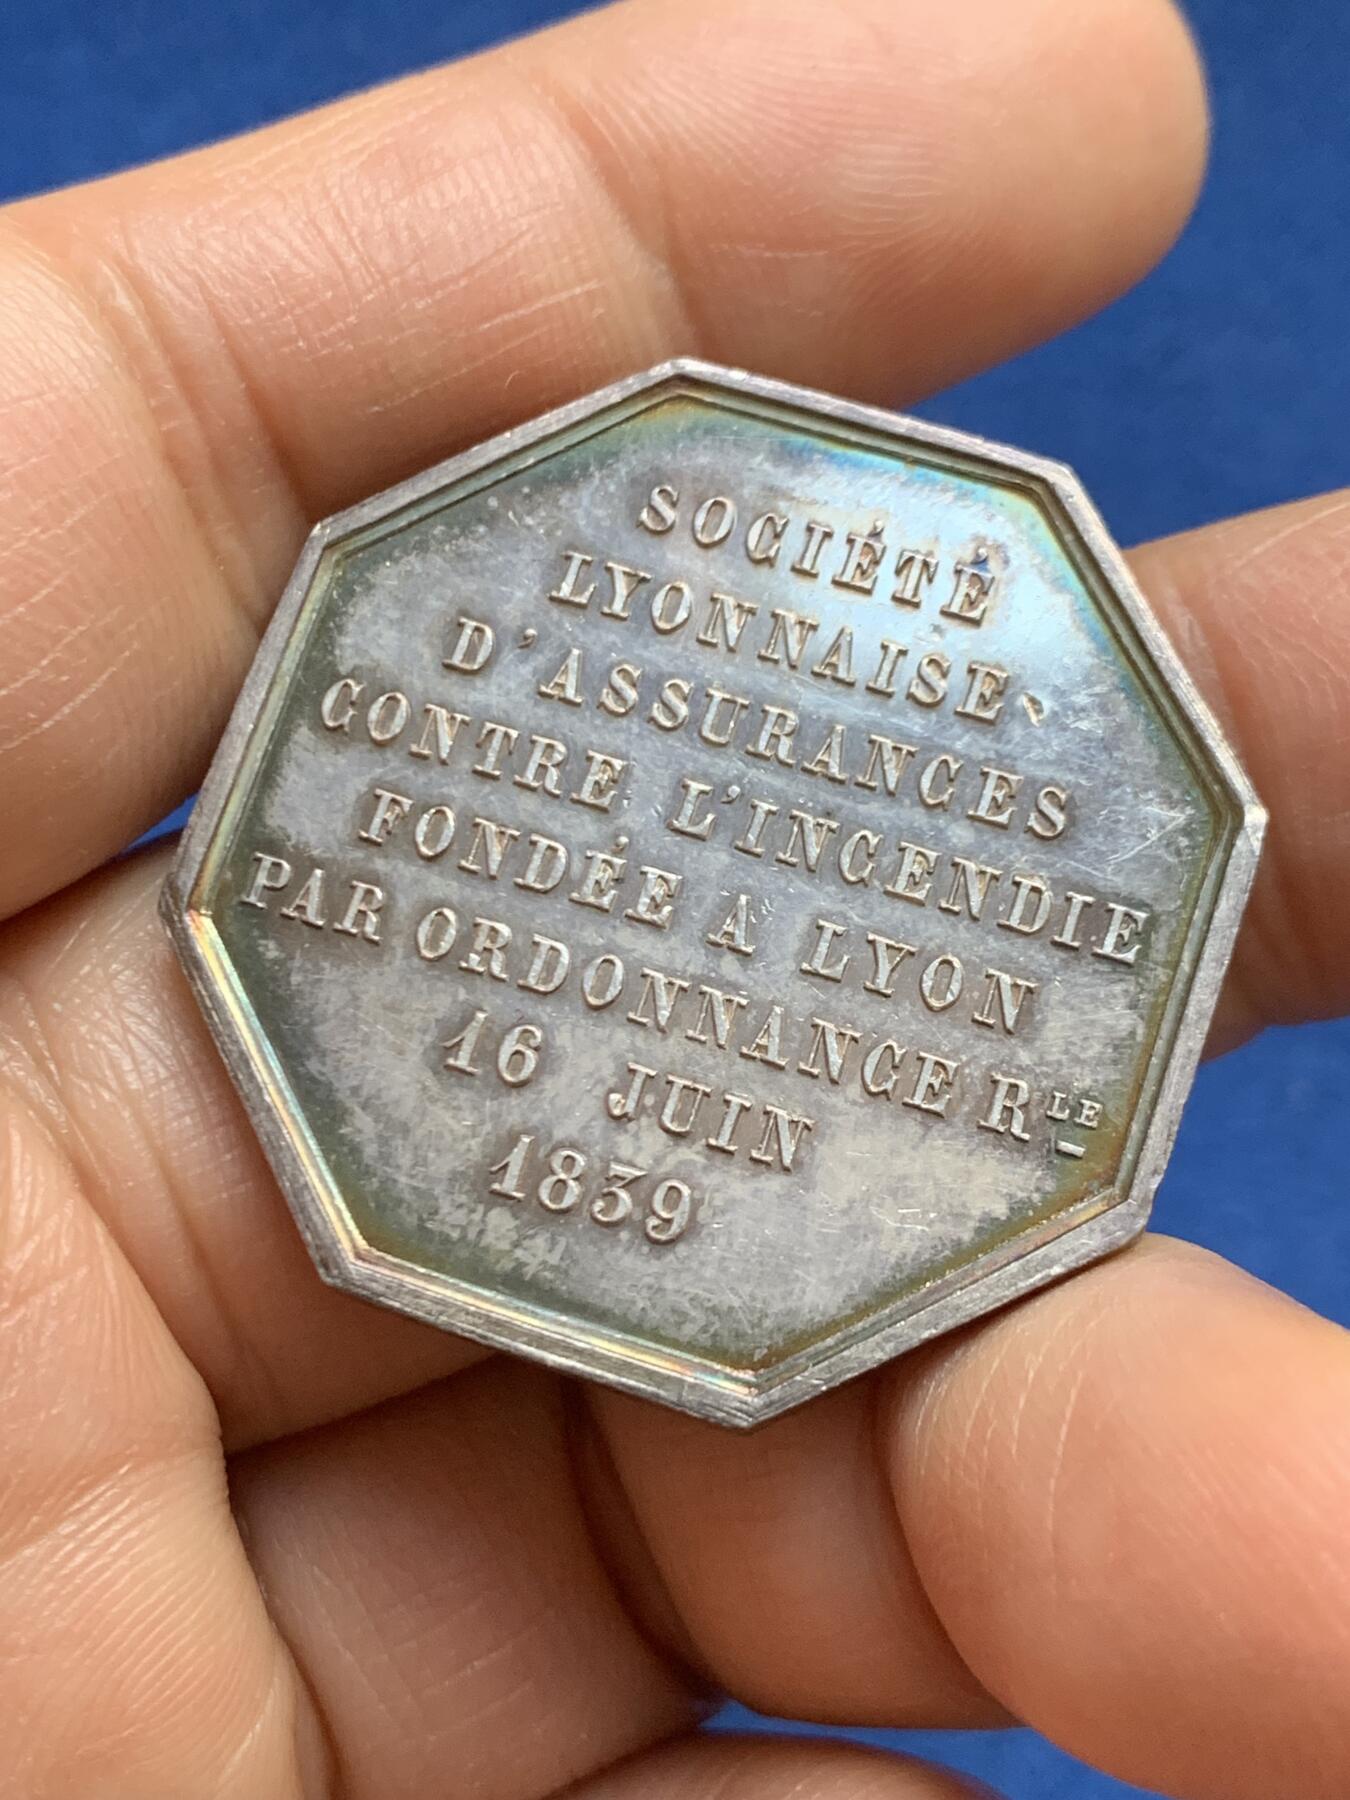 SOCIÉTÉ
LYONNAISE
D'ASSURANCES
CONTRE L'INCENDIE
FONDÉE A LYON
PAR ORDONNANCE RLE
16 JUIN
1839